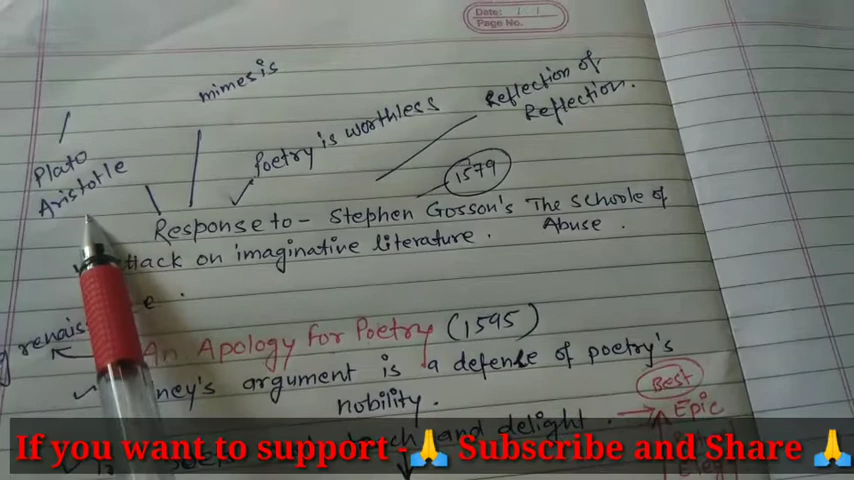 Date: 11
Page No.
mimesis
Reflection of
Reflection.
Poetry is worthless
Plato
Aristotle
1579
Response to - Stephen Gosson's The Schoole of
Abuse.
Attack on imaginative literature.
An Apology For Poetry (1595)
argument is a defense of poetry's
nobility.
Best
and delight.
Epic
If you want to support -🙏 Subscribe and Share 🙏